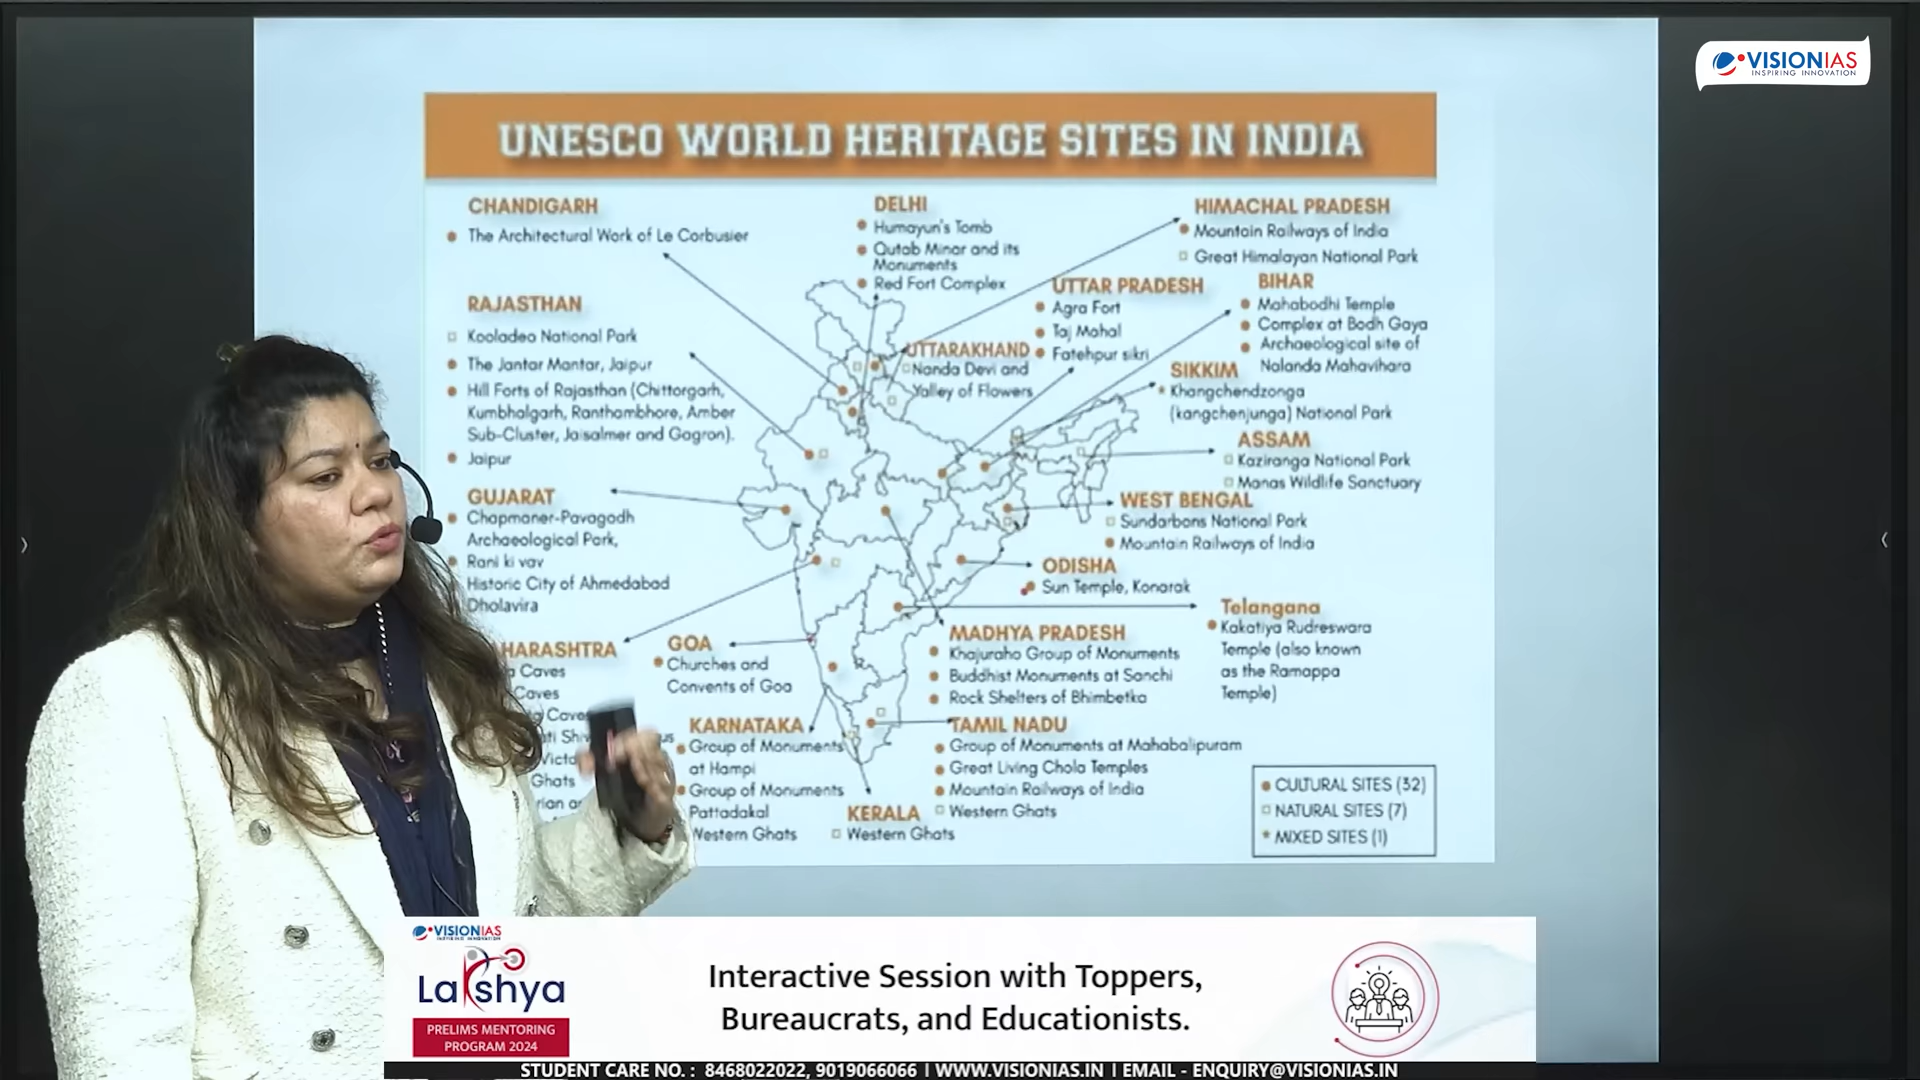 VISIONIAS
INSPIRING INNOVATION
UNESCO WORLD HERITAGE SITES IN INDIA
CHANDIGARH
The Architectural Work of Le Corbusier
DELHI
Humayun's Tomb
Qutab Minar and its
Monuments
Red Fort Complex
HIMACHAL PRADESH
Mountain Railways of India
Great Himalayan National Park
UTTAR PRADESH
Agra Fort
Taj Mahal
Fatehpur sikri
BIHAR
Mahabodhi Temple
Complex at Bodh Gaya
Archaeological site of
Nalanda Mahavihara
RAJASTHAN
Kooladeo National Park
The Jantar Mantar, Jaipur
Hill Forts of Rajasthan (Chittorgarh,
Kumbhalgarh, Ranthambhore, Amber
Sub-Cluster, Jaisalmer and Gagron).
Jaipur
UTTARAKHAND
Nanda Devi and
Valley of Flowers
SIKKIM
Khangchendzonga
(kangchenjunga) National Park
ASSAM
Kaziranga National Park
Manas Wildlife Sanctuary
GUJARAT
Chapmaner-Pavagadh
Archaeological Park,
Rani ki vav
Historic City of Ahmedabad
Dholavira
WEST BENGAL
Sundarbans National Park
Mountain Railways of India
ODISHA
Sun Temple, Konarak
Telangana
Kakatiya Rudreswara
Temple (also known
as the Ramappa
Temple)
HARASHTRA
Caves
Caves
Cave
Ghats
GOA
Churches and
Convents of Goa
MADHYA PRADESH
Khajuraho Group of Monuments
Buddhist Monuments at Sanchi
Rock Shelters of Bhimbetka
KARNATAKA
Group of Monuments
at Hampi
Group of Monuments
Pattadakal
Western Ghats
TAMIL NADU
Group of Monuments at Mahabalipuram
Great Living Chola Temples
Mountain Railways of India
Western Ghats
KERALA
Western Ghats
CULTURAL SITES (32)
NATURAL SITES (7)
MIXED SITES (1)
VISIONIAS
INSPIRING INNOVATION
Lakshya
PRELIMS MENTORING
PROGRAM 2024
Interactive Session with Toppers,
Bureaucrats, and Educationists.
STUDENT CARE NO. : 8468022022, 9019066066 | WWW.VISIONIAS.IN | EMAIL - ENQUIRY@VISIONIAS.IN